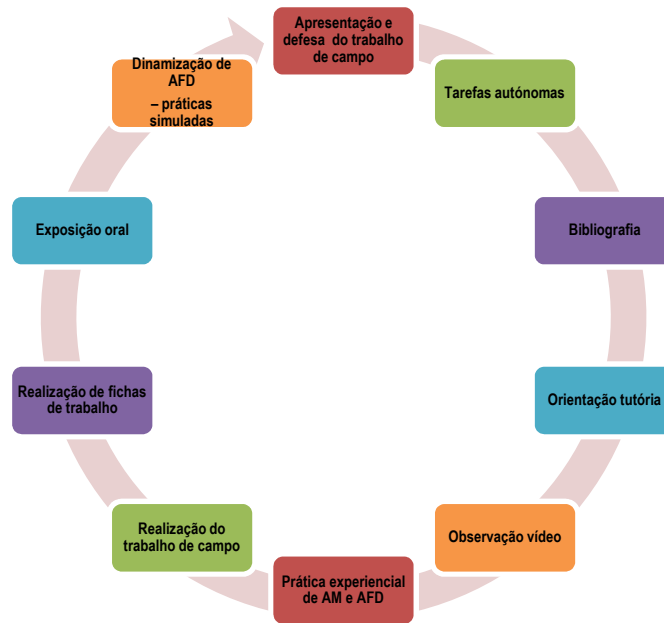 Apresentação e
defesa do trabalho
de campo
Tarefas autónomas
Bibliografia
Orientação tutória
Observação vídeo
Prática experiencial
de AM e AFD
Realização do
trabalho de campo
Realização de fichas
de trabalho
Exposição oral
Dinamização de
AFD
– práticas
simuladas